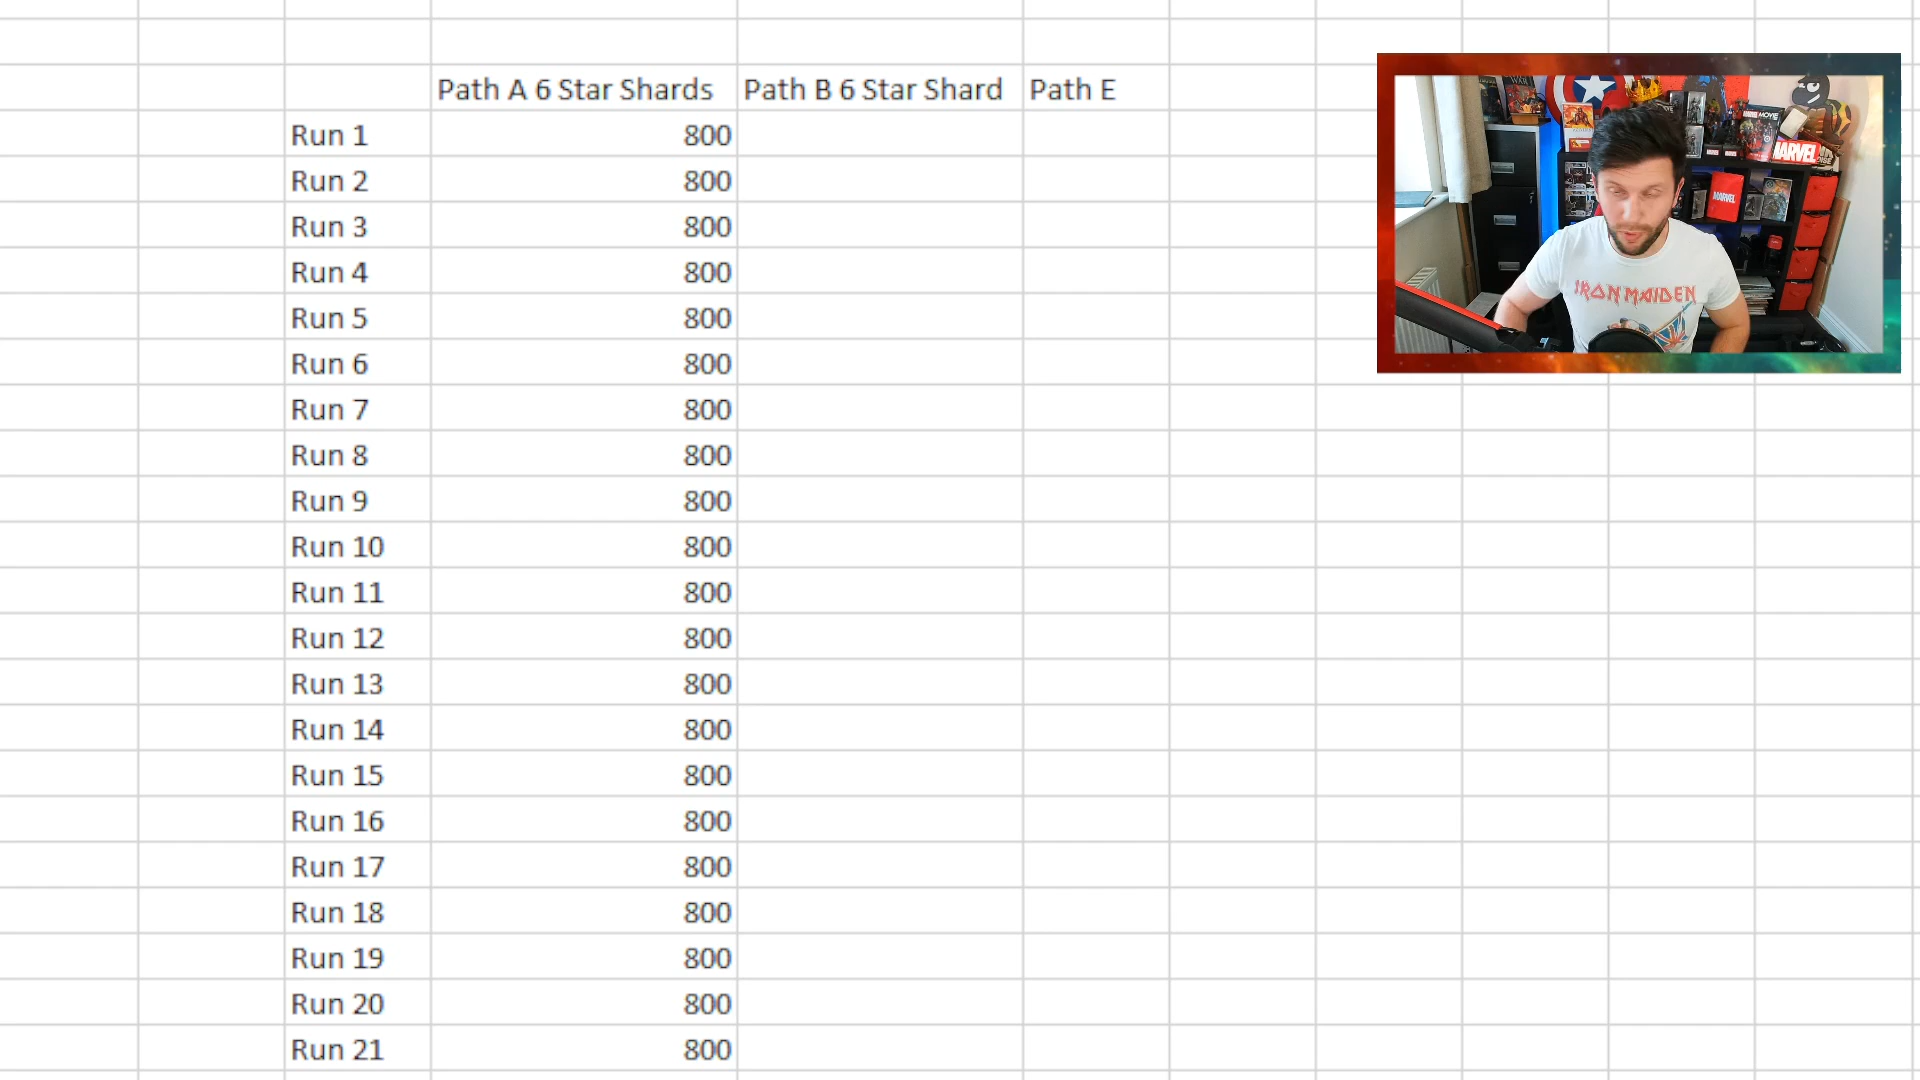 Path A 6 Star Shards Path B 6 Star Shard Path E
Run 1 800
Run 2 800
Run 3 800
Run 4 800
Run 5 800
Run 6 800
Run 7 800
Run 8 800
Run 9 800
Run 10 800
Run 11 800
Run 12 800
Run 13 800
Run 14 800
Run 15 800
Run 16 800
Run 17 800
Run 18 800
Run 19 800
Run 20 800
Run 21 800
WAR
MOVIE
MARVEL
MARVEL
IRON MAIDEN